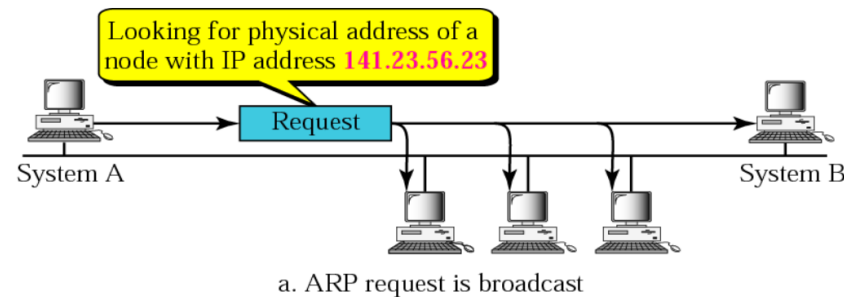 Looking for physical address of a
node with IP address 141.23.56.23
Request
System A
System B
a. ARP request is broadcast